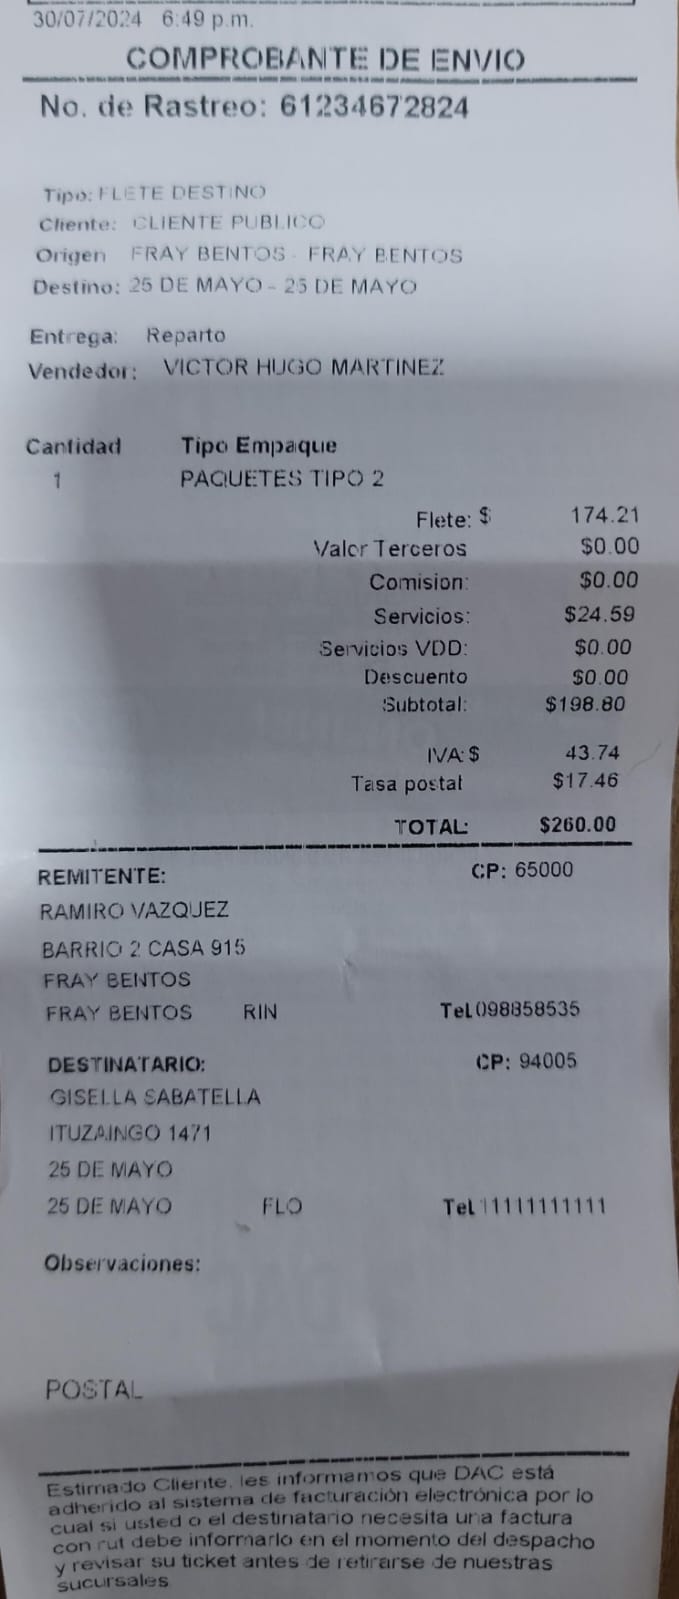 30/07/2024 6:49 p.m.
COMPROBANTE DE ENVIO
No. de Rastreo: 61234672824
Tipo: FLETE DESTINO
Cliente: CLIENTE PUBLICO
Origen FRAY BENTOS - FRAY BENTOS
Destino: 25 DE MAYO - 25 DE MAYO
Entrega: Reparto
Vendedor: VICTOR HUGO MARTINEZ
Cantidad Tipo Empaque
1 PAQUETES TIPO 2
Flete: $ 174.21
Valor Terceros $0.00
Comision: $0.00
Servicios: $24.59
Servicios VDD: $0.00
Descuento $0.00
Subtotal: $198.80
IVA: $ 43.74
Tasa postal $17.46
TOTAL: $260.00
REMITENTE: CP: 65000
RAMIRO VAZQUEZ
BARRIO 2 CASA 915
FRAY BENTOS
FRAY BENTOS RIN Tel.098858535
DESTINATARIO: CP: 94005
GISELLA SABATELLA
ITUZAINGO 1471
25 DE MAYO
25 DE MAYO FLO Tel 11111111111
Observaciones:
POSTAL
Estimado Cliente, les informamos que DAC está
adherido al sistema de facturación electrónica por lo
cual si usted o el destinatario necesita una factura
con rut debe informarlo en el momento del despacho
y revisar su ticket antes de retirarse de nuestras
sucursales